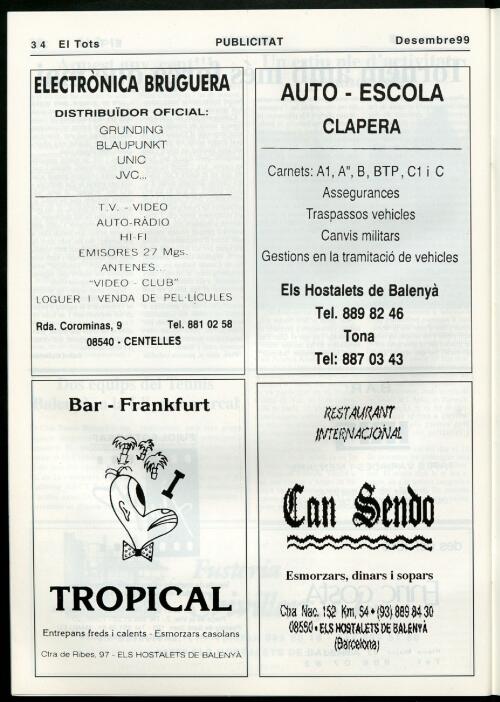 34 El Tots
PUBLICITAT
Desembre99
ELECTRÒNICA BRUGUERA
DISTRIBUÏDOR OFICIAL:
GRUNDING
BLAUPUNKT
UNIC
JVC...
T.V. - VIDEO
AUTO-RÀDIO
HI-FI
EMISORES 27 Mgs.
ANTENES...
"VIDEO - CLUB"
LOGUER I VENDA DE PEL·LÍCULES
Rda. Corominas, 9 Tel. 881 02 58
08540 - CENTELLES
AUTO - ESCOLA
CLAPERA
Carnets: A1, A", B, BTP, C1 i C
Assegurances
Traspassos vehicles
Canvis militars
Gestions en la tramitació de vehicles
Els Hostalets de Balenyà
Tel. 889 82 46
Tona
Tel: 887 03 43
Bar - Frankfurt
TROPICAL
Entrepans freds i calents - Esmorzars casolans
Ctra de Ribes, 97 - ELS HOSTALETS DE BALENYÀ
RESTAURANT
INTERNACIONAL
Can Sendo
Esmorzars, dinars i sopars
Ctra. Nac. 152 Km, 54 • (93) 889 84 30
08550 • ELS HOSTALETS DE BALENYÀ
(Barcelona)